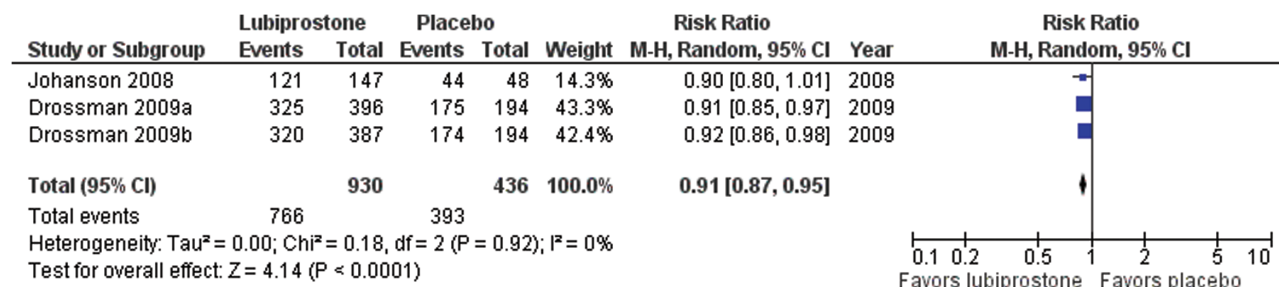 Lubiprostone Placebo Risk Ratio Risk Ratio
Study or Subgroup Events Total Events Total Weight M-H, Random, 95% CI Year M-H, Random, 95% CI
Johanson 2008 121 147 44 48 14.3% 0.90 [0.80, 1.01] 2008
Drossman 2009a 325 396 175 194 43.3% 0.91 [0.85, 0.97] 2009
Drossman 2009b 320 387 174 194 42.4% 0.92 [0.86, 0.98] 2009
Total (95% CI) 930 436 100.0% 0.91 [0.87, 0.95]
Total events 766 393
Heterogeneity: Tau² = 0.00; Chi² = 0.18, df = 2 (P = 0.92); I² = 0%
Test for overall effect: Z = 4.14 (P < 0.0001)
0.1 0.2 0.5 1 2 5 10
Favors lubiprostone Favors placebo